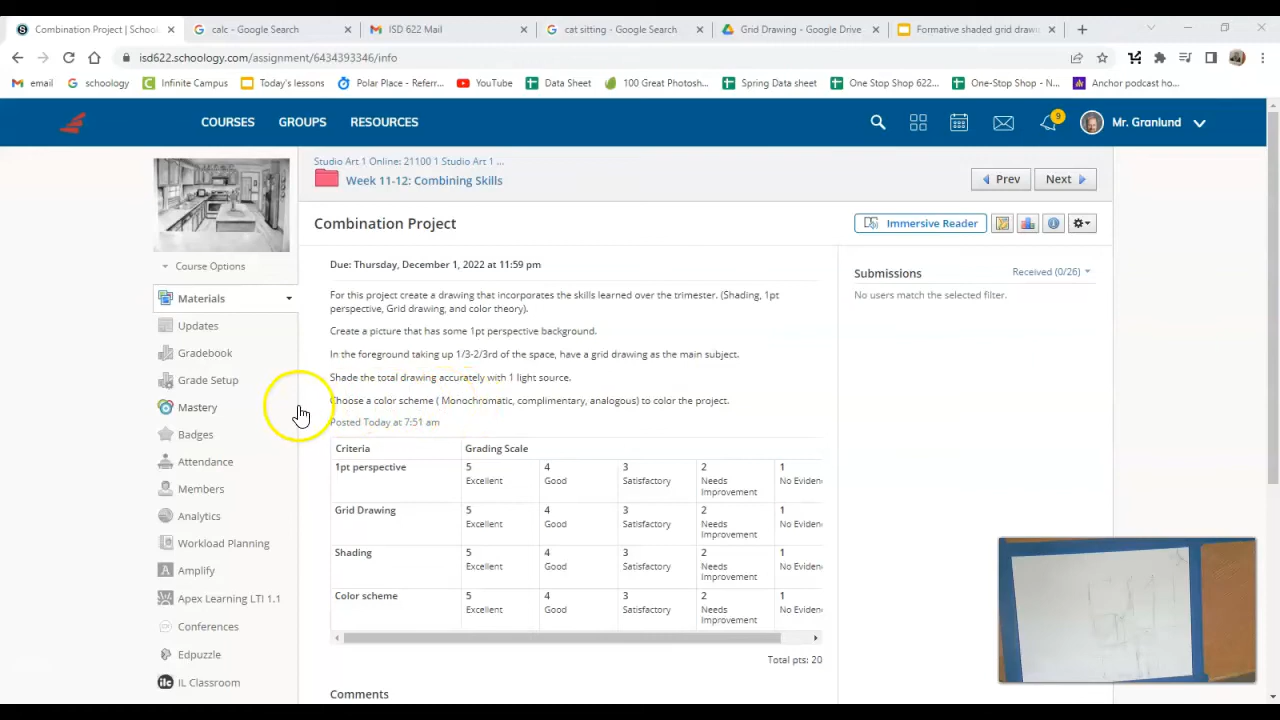 Combination Project | School
calc - Google Search
ISD 622 Mail
cat sitting - Google Search
Grid Drawing - Google Drive
Formative shaded grid drawi
isd622.schoology.com/assignment/6434393346/info
email
schoology
Infinite Campus
Today's lessons
Polar Place - Referr...
YouTube
Data Sheet
100 Great Photosh...
Spring Data sheet
One Stop Shop 622...
One-Stop Shop - N...
Anchor podcast ho...
COURSES
GROUPS
RESOURCES
9
Mr. Granlund
Studio Art 1 Online: 21100 1 Studio Art 1 ...
Week 11-12: Combining Skills
Prev
Next
Combination Project
Immersive Reader
Course Options
Materials
Updates
Gradebook
Grade Setup
Mastery
Badges
Attendance
Members
Analytics
Workload Planning
Amplify
Apex Learning LTI 1.1
Conferences
Edpuzzle
ilc IL Classroom
Due: Thursday, December 1, 2022 at 11:59 pm
For this project create a drawing that incorporates the skills learned over the trimester. (Shading, 1pt
perspective, Grid drawing, and color theory).
Create a picture that has some 1pt perspective background.
In the foreground taking up 1/3-2/3rd of the space, have a grid drawing as the main subject.
Shade the total drawing accurately with 1 light source.
Choose a color scheme ( Monochromatic, complimentary, analogous) to color the project.
Posted Today at 7:51 am
Criteria Grading Scale
1pt perspective 5 4 3 2 1
Excellent Good Satisfactory Needs Improvement No Evidenc
Grid Drawing 5 4 3 2 1
Excellent Good Satisfactory Needs Improvement No Evidenc
Shading 5 4 3 2 1
Excellent Good Satisfactory Needs Improvement No Evidenc
Color scheme 5 4 3 2 1
Excellent Good Satisfactory Needs Improvement No Evidenc
Total pts: 20
Comments
Submissions
Received (0/26)
No users match the selected filter.